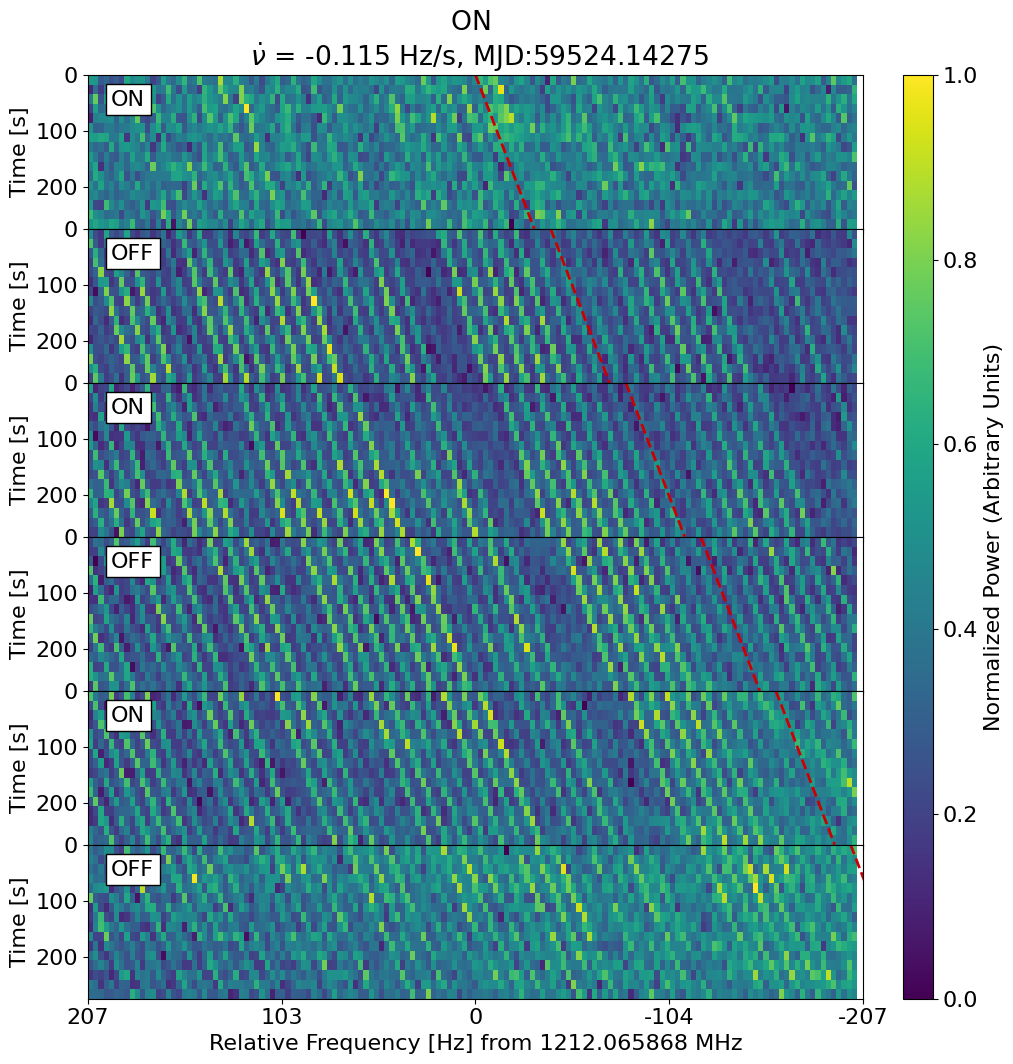 ON
ν̇ = -0.115 Hz/s, MJD:59524.14275
0
ON
100
Time [s]
200
0
OFF
100
Time [s]
200
0
ON
100
Time [s]
200
0
OFF
100
Time [s]
200
0
ON
100
Time [s]
200
0
OFF
100
Time [s]
200
207 103 0 -104 -207
Relative Frequency [Hz] from 1212.065868 MHz
1.0
0.8
0.6
0.4
0.2
0.0
Normalized Power (Arbitrary Units)